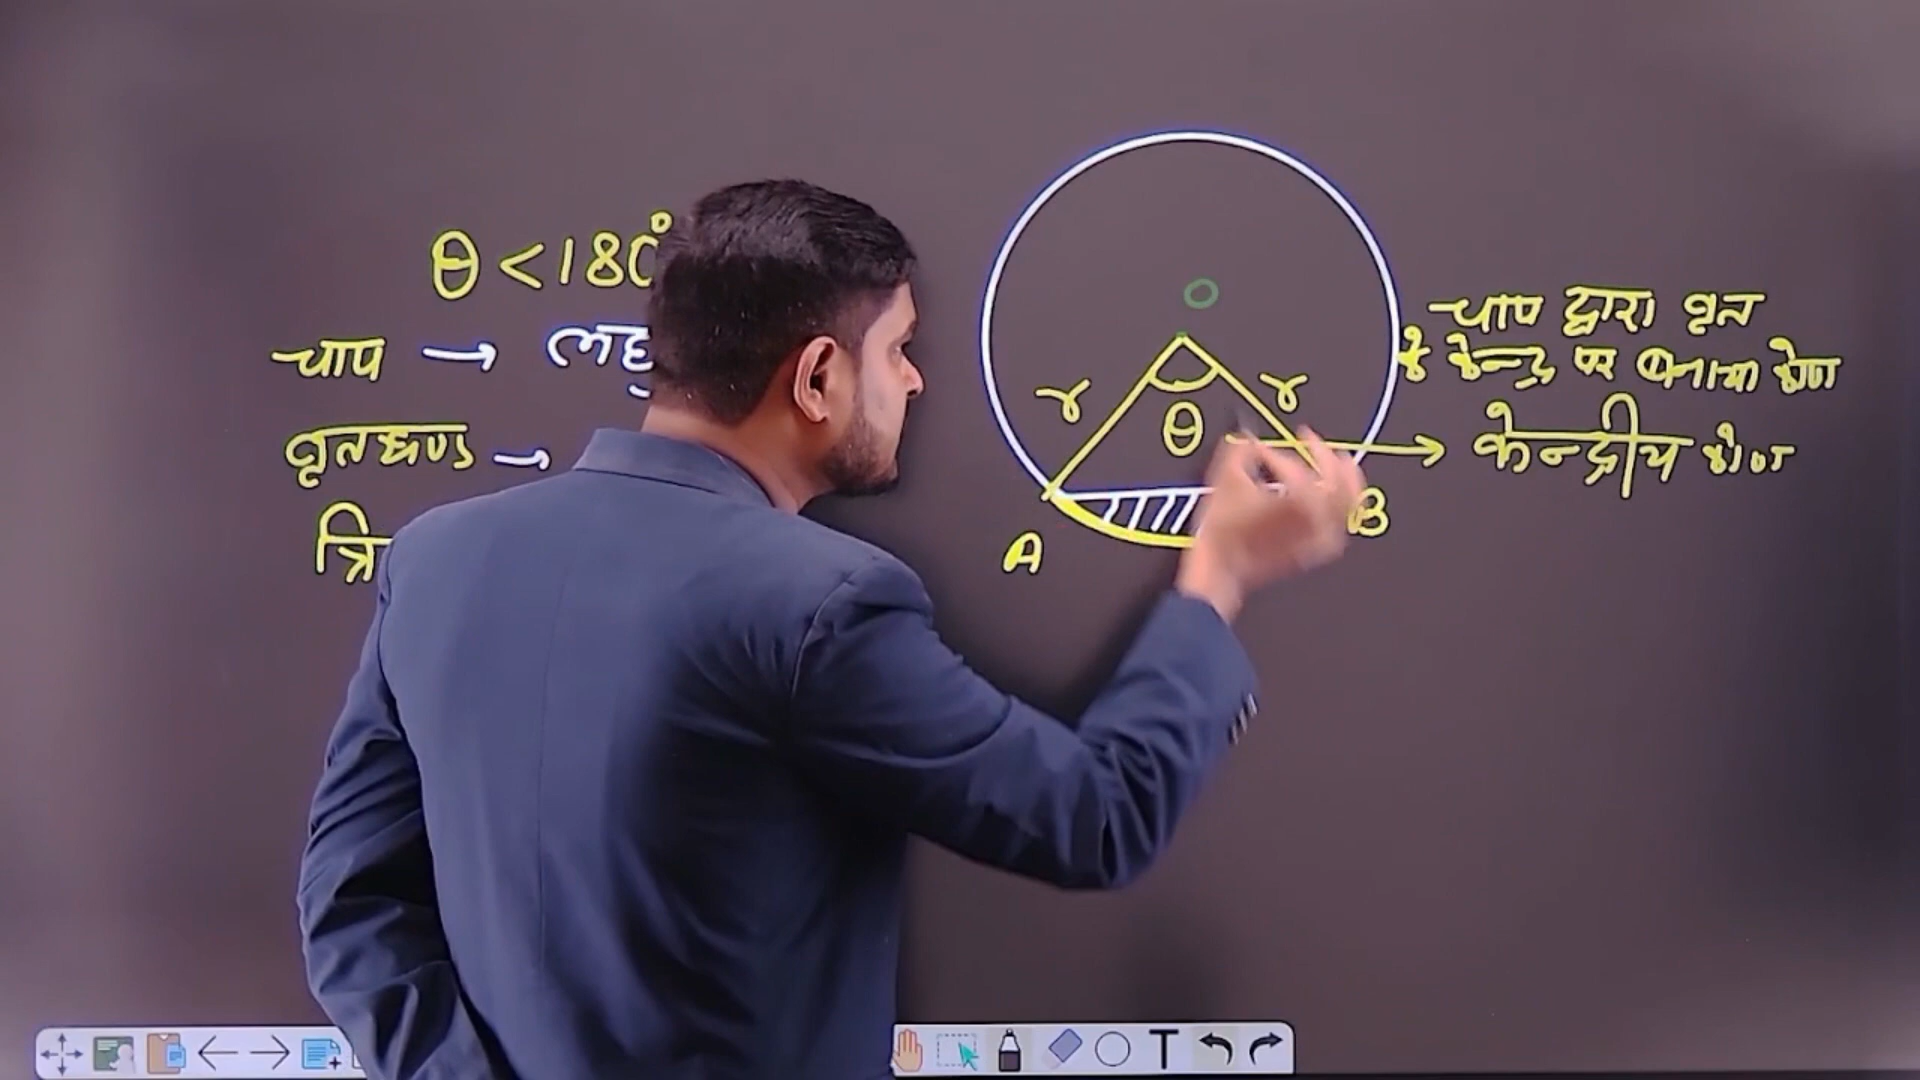 θ < 180°
चाप → लघु
वृतखण्ड →
त्रि
O
r
r
θ
A
B
चाप द्वारा वृत
के केन्द्र पर बनाया कोण
→ केन्द्रीय कोण
T